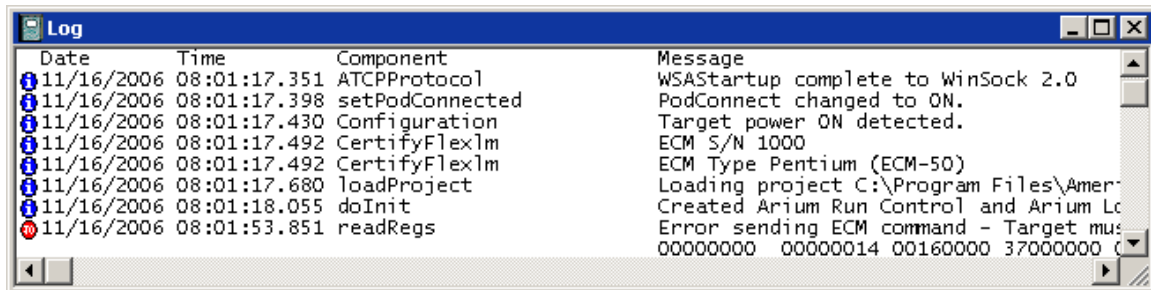 Log
Date Time Component Message
11/16/2006 08:01:17.351 ATCPProtocol WSAStartup complete to WinSock 2.0
11/16/2006 08:01:17.398 setPodConnected PodConnect changed to ON.
11/16/2006 08:01:17.430 Configuration Target power ON detected.
11/16/2006 08:01:17.492 CertifyFlexlm ECM S/N 1000
11/16/2006 08:01:17.492 CertifyFlexlm ECM Type Pentium (ECM-50)
11/16/2006 08:01:17.680 loadProject Loading project C:\Program Files\Amer
11/16/2006 08:01:18.055 doInit Created Arium Run Control and Arium Lo
11/16/2006 08:01:53.851 readRegs Error sending ECM command - Target mus
00000000 00000014 00160000 37000000